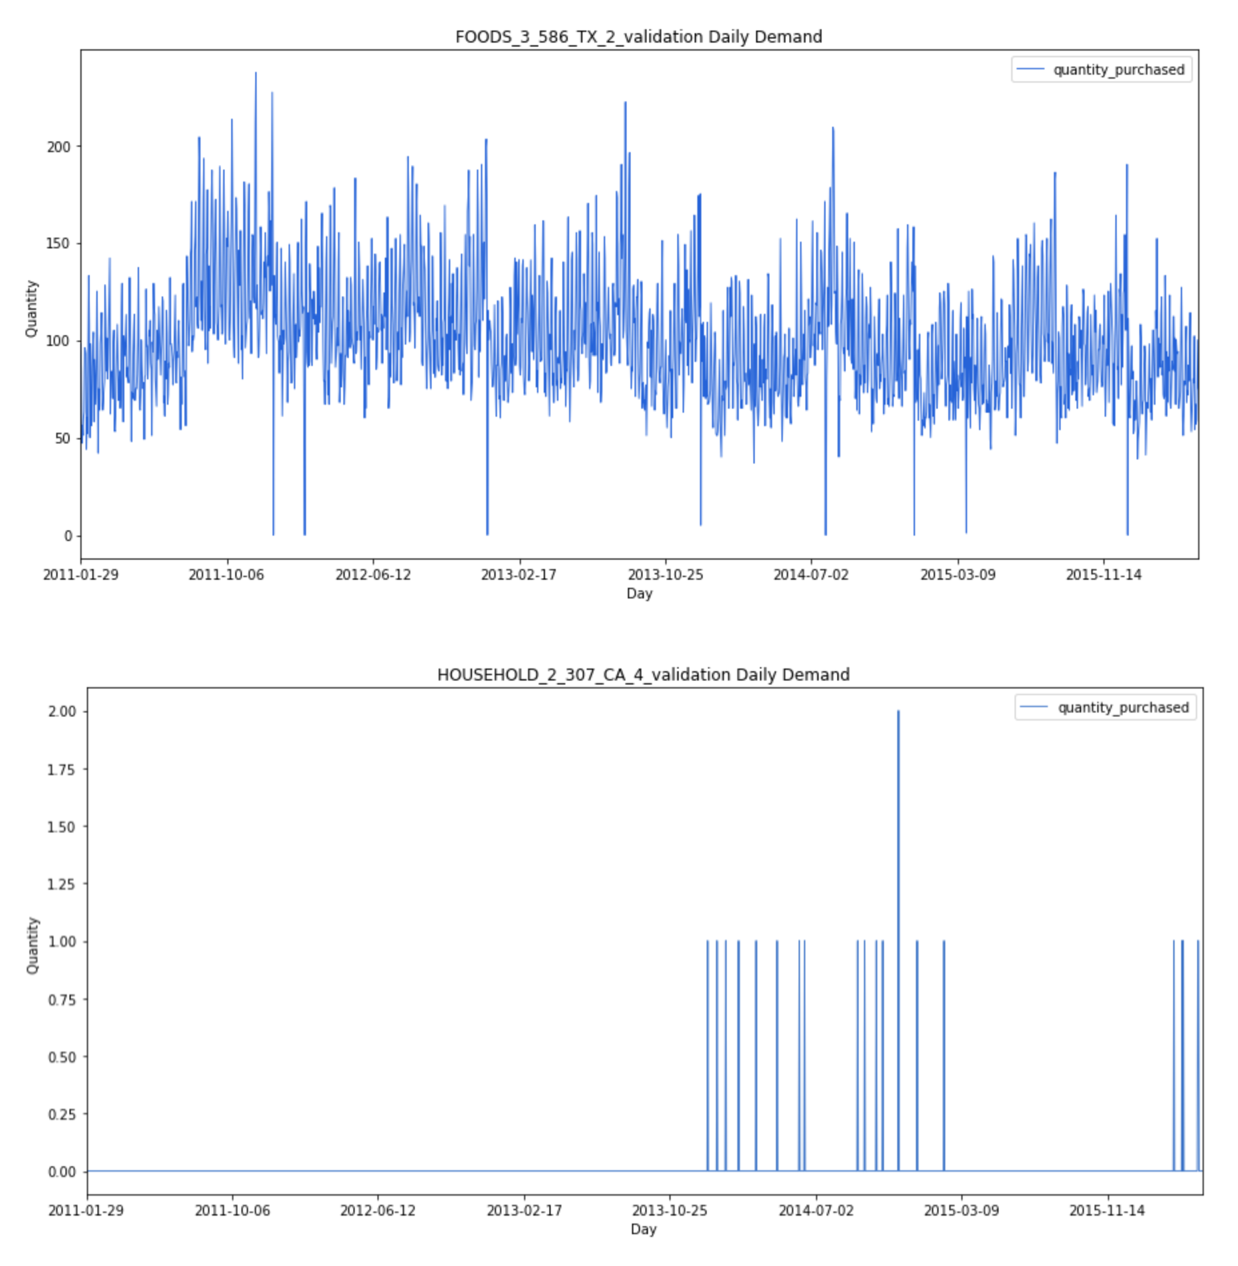 FOODS_3_586_TX_2_validation Daily Demand
quantity_purchased
200
150
100
50
0
Quantity
2011-01-29 2011-10-06 2012-06-12 2013-02-17 2013-10-25 2014-07-02 2015-03-09 2015-11-14
Day
HOUSEHOLD_2_307_CA_4_validation Daily Demand
quantity_purchased
2.00
1.75
1.50
1.25
1.00
0.75
0.50
0.25
0.00
Quantity
2011-01-29 2011-10-06 2012-06-12 2013-02-17 2013-10-25 2014-07-02 2015-03-09 2015-11-14
Day